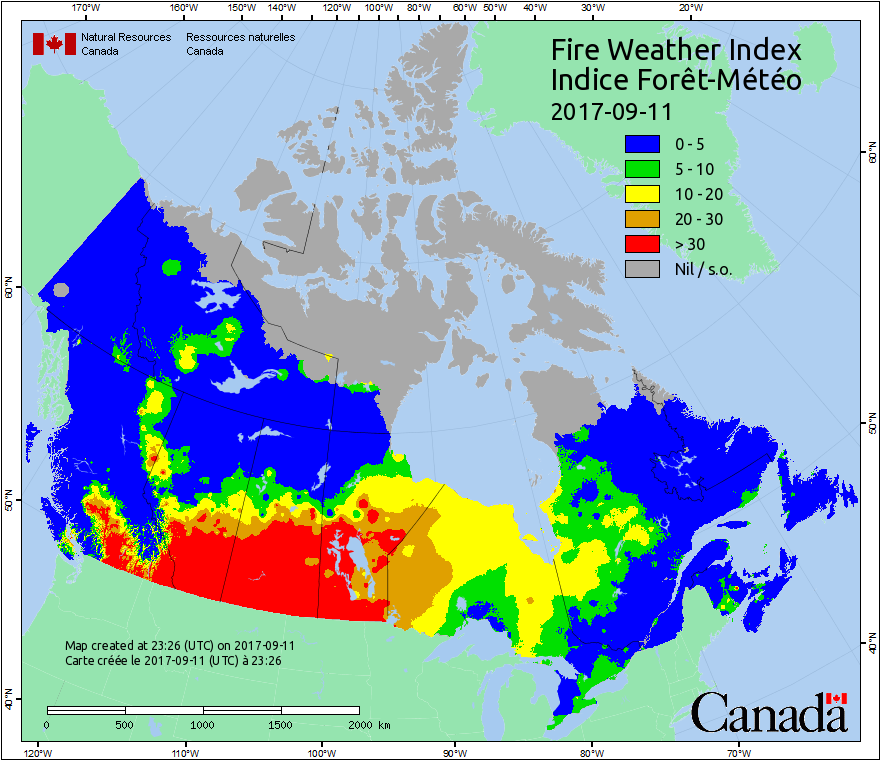 170°W 160°W 150°W 140°W 120°W 100°W 80°W 60°W 50°W 40°W 30°W 20°W
Natural Resources Canada
Ressources naturelles Canada
Fire Weather Index
Indice Forêt-Météo
2017-09-11
0 - 5
5 - 10
10 - 20
20 - 30
> 30
Nil / s.o.
60°N
60°N
50°N
50°N
40°N
40°N
Map created at 23:26 (UTC) on 2017-09-11
Carte créée le 2017-09-11 (UTC) à 23:26
0 500 1000 1500 2000 km
Canada
120°W 110°W 100°W 90°W 80°W 70°W